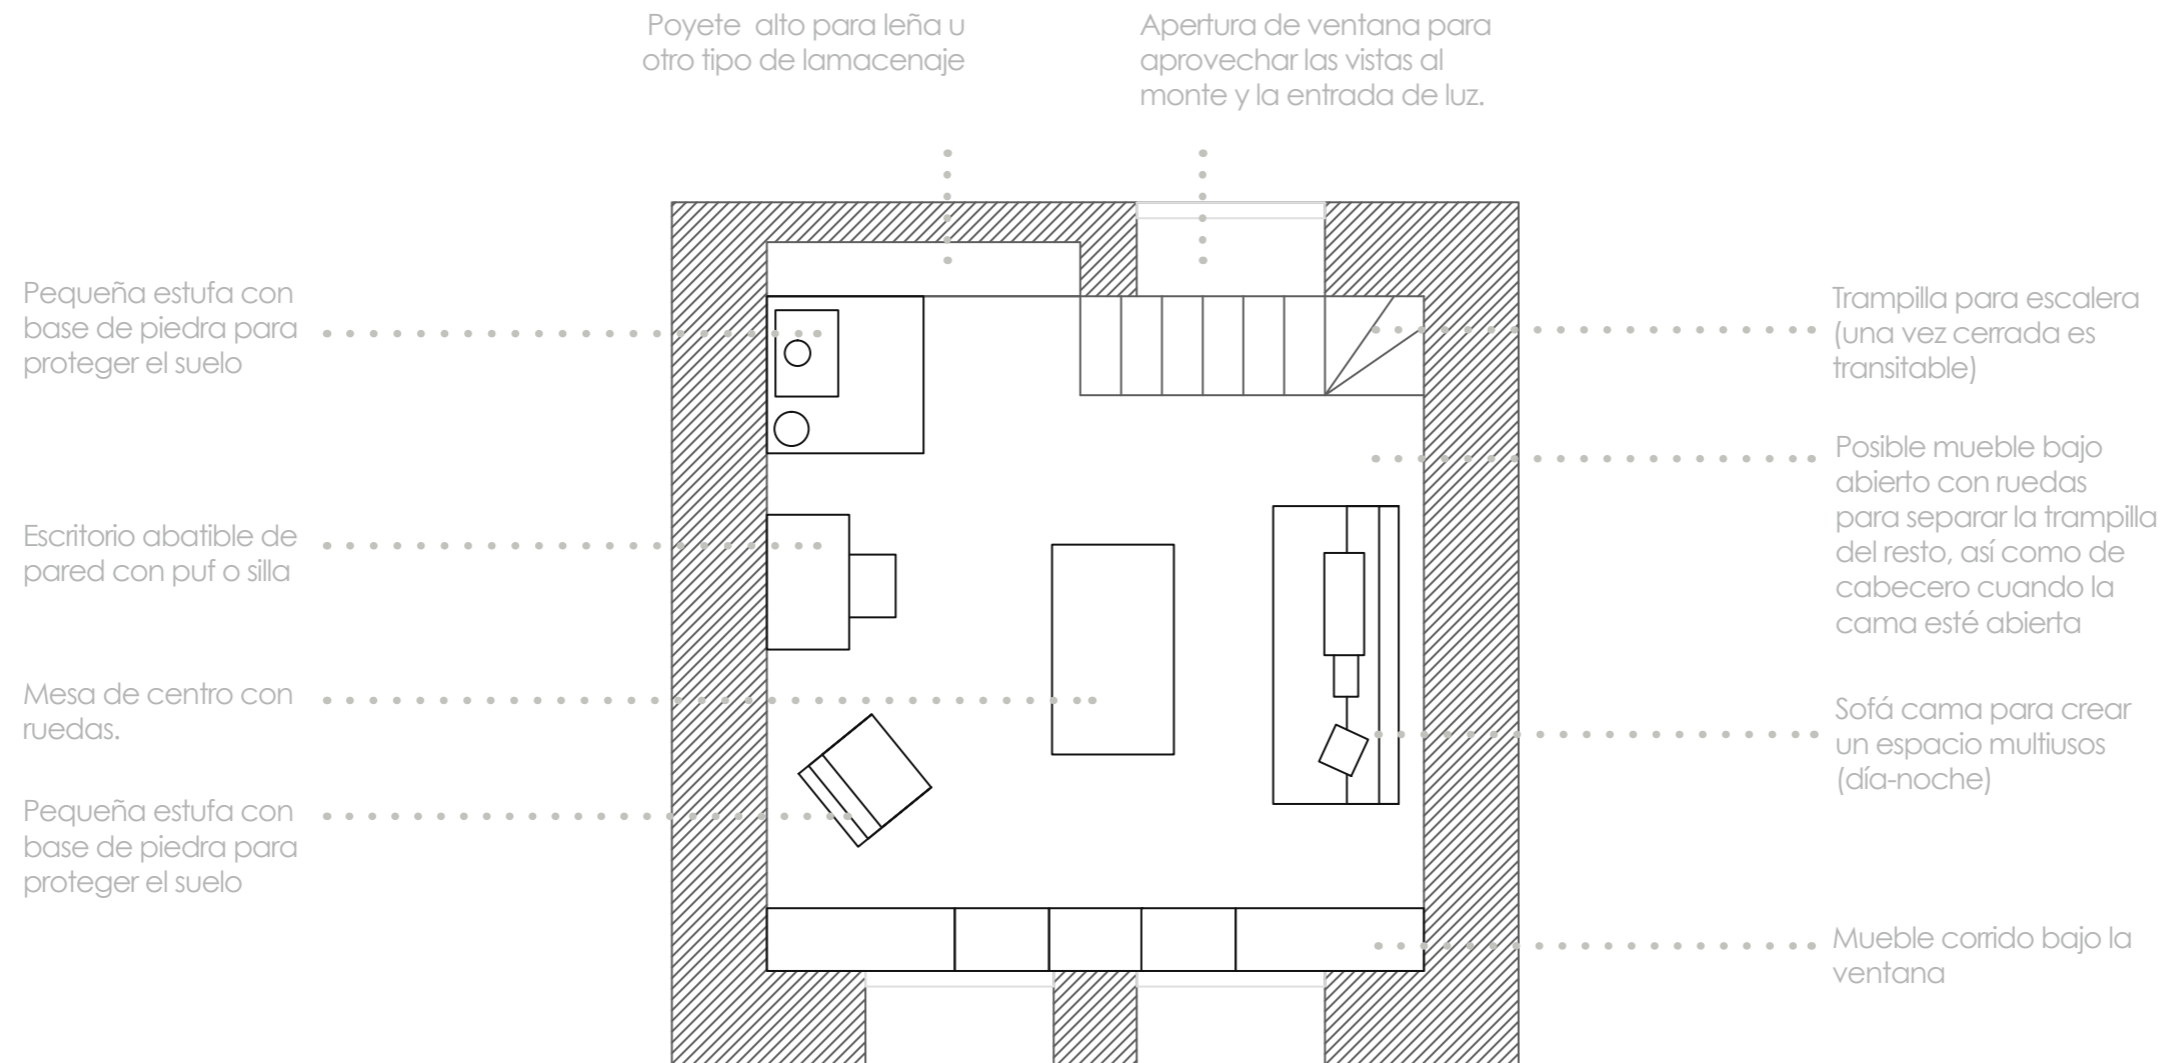 Poyete alto para leña u
otro tipo de lamacenaje
Apertura de ventana para
aprovechar las vistas al
monte y la entrada de luz.
Pequeña estufa con
base de piedra para
proteger el suelo
Escritorio abatible de
pared con puf o silla
Mesa de centro con
ruedas.
Pequeña estufa con
base de piedra para
proteger el suelo
Trampilla para escalera
(una vez cerrada es
transitable)
Posible mueble bajo
abierto con ruedas
para separar la trampilla
del resto, así como de
cabecero cuando la
cama esté abierta
Sofá cama para crear
un espacio multiusos
(día-noche)
Mueble corrido bajo la
ventana